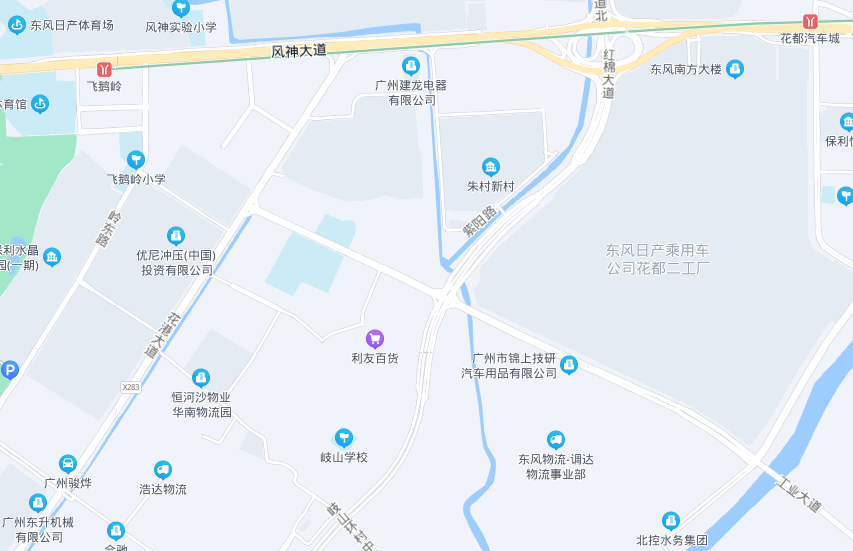 道北
东风日产体育场
风神实验小学
花都汽车城
风神大道
红棉大道
飞鹅岭
广州建龙电器
有限公司
东风南方大楼
体育馆
飞鹅岭小学
朱村新村
紫阳路
岭东路
优尼冲压(中国)
投资有限公司
保利水晶
园(一期)
东风日产乘用车
公司花都二工厂
花港大道
利友百货
广州市锦上技研
汽车用品有限公司
P
X283
恒河沙物业
华南物流园
岐山学校
东风物流-调达
物流事业部
广州骏烨
浩达物流
工业大道
广州东升机械
有限公司
北控水务集团